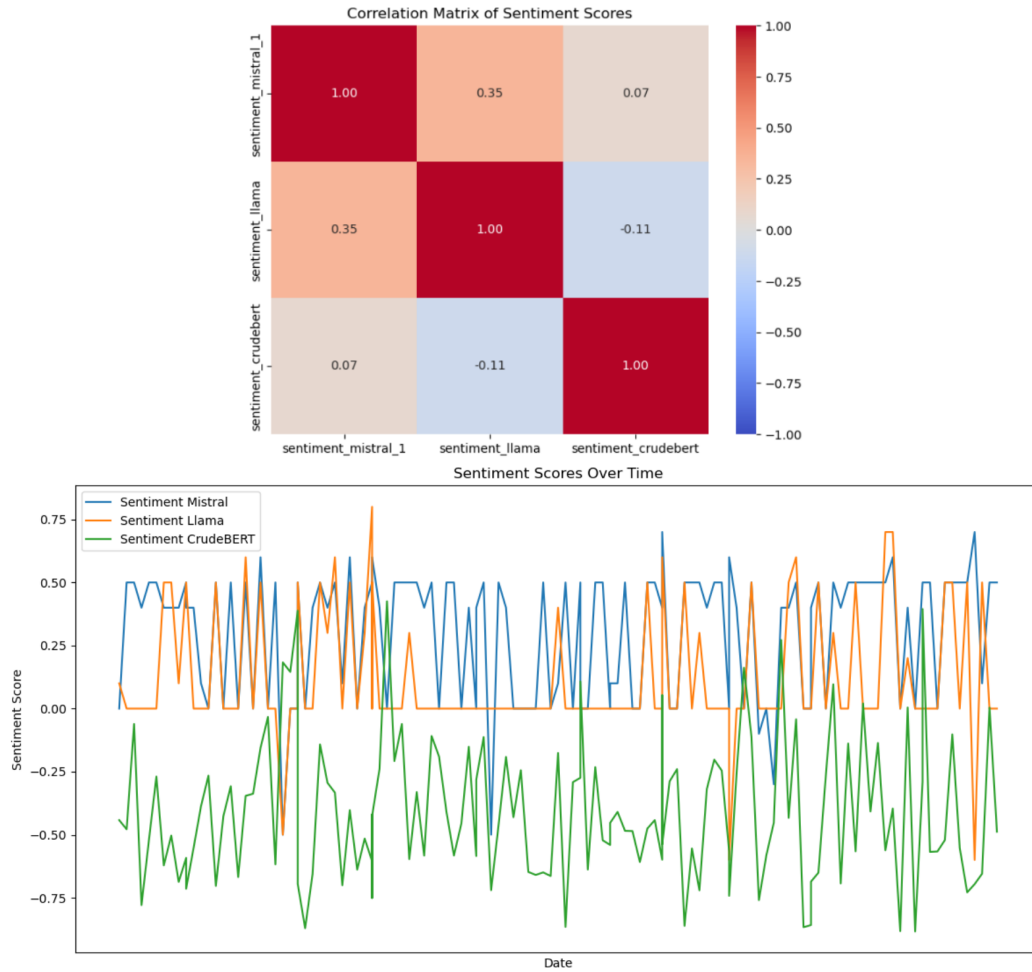 Correlation Matrix of Sentiment Scores
sentiment_mistral_1
sentiment_llama
sentiment_crudebert
1.00 0.35 0.07
0.35 1.00 -0.11
0.07 -0.11 1.00
sentiment_mistral_1 sentiment_llama sentiment_crudebert
1.00
0.75
0.50
0.25
0.00
-0.25
-0.50
-0.75
-1.00
Sentiment Scores Over Time
Sentiment Mistral
Sentiment Llama
Sentiment CrudeBERT
Sentiment Score
0.75
0.50
0.25
0.00
-0.25
-0.50
-0.75
Date